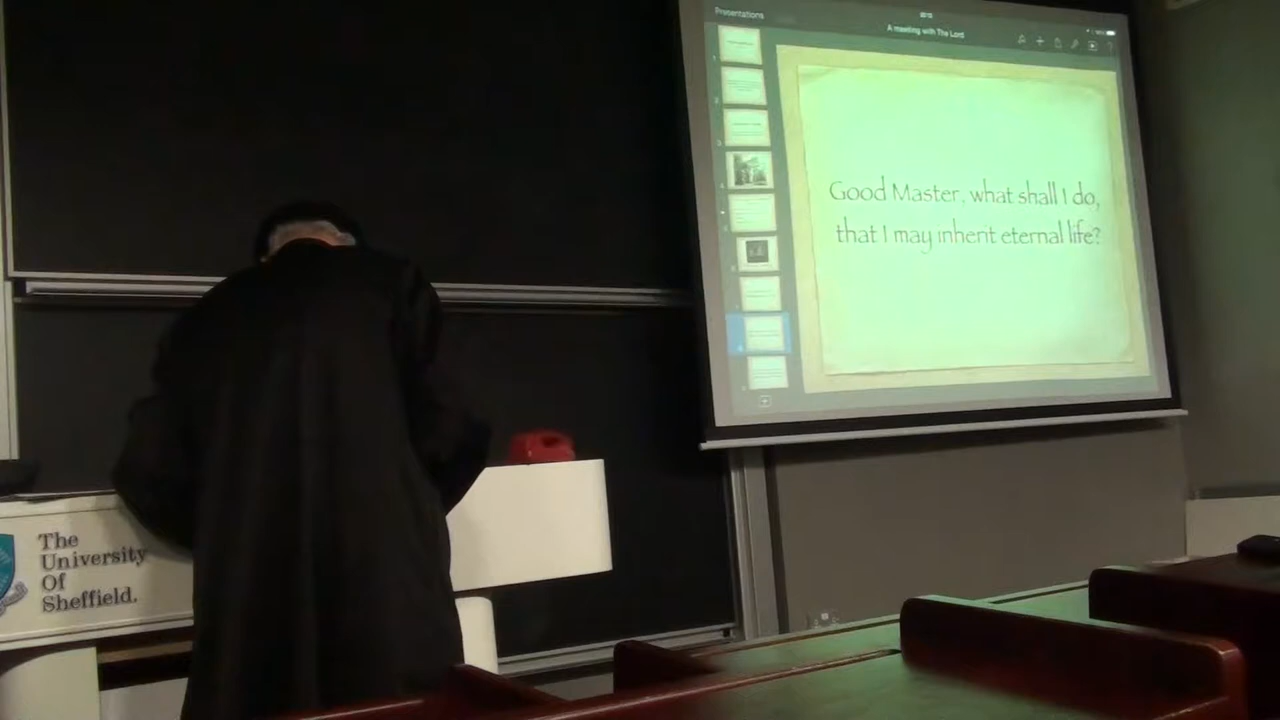 Presentations
A meeting with The Lord
Good Master, what shall I do,
that I may inherit eternal life?
The
University
Of
Sheffield.